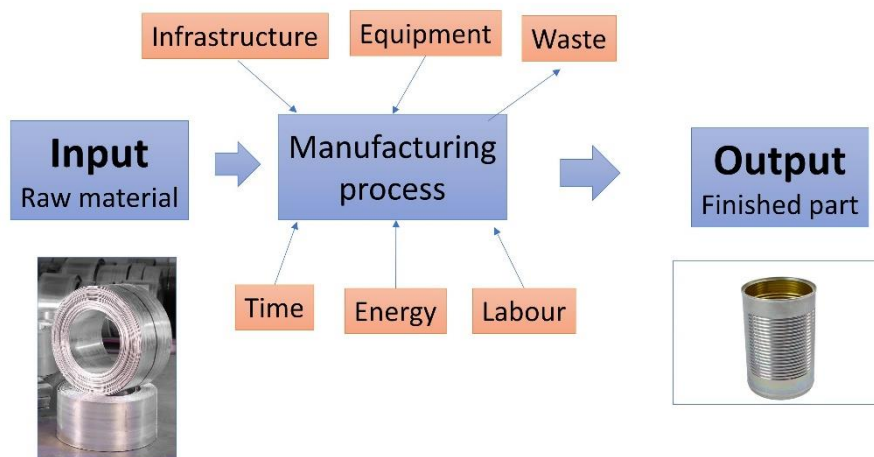 Infrastructure
Equipment
Waste
Input
Raw material
Manufacturing
process
Output
Finished part
Time
Energy
Labour